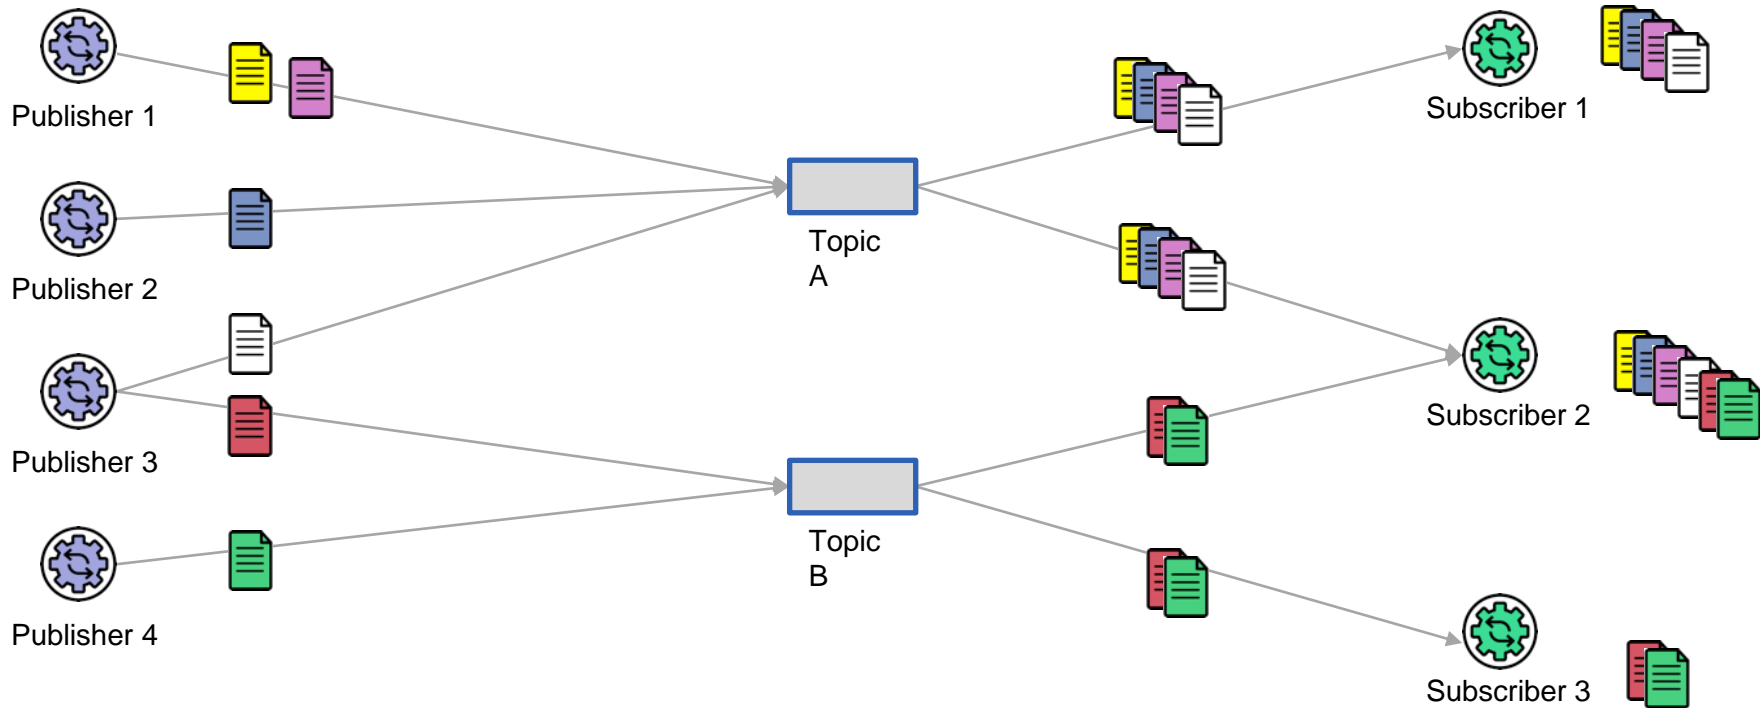 Publisher 1
Publisher 2
Publisher 3
Publisher 4
Topic
A
Topic
B
Subscriber 1
Subscriber 2
Subscriber 3